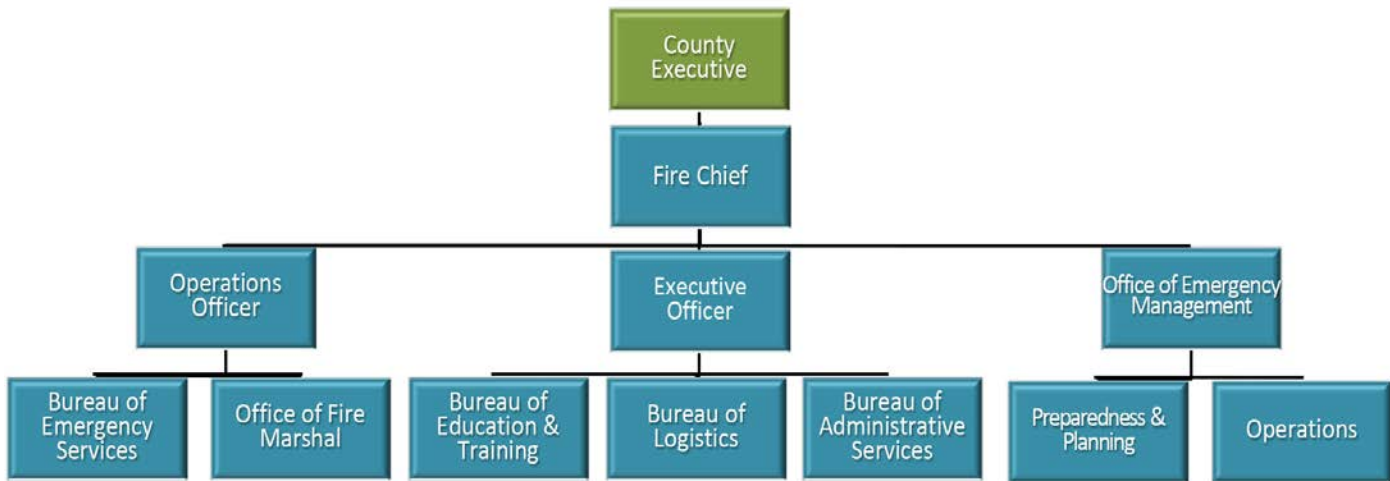 County
Executive
Fire Chief
Operations
Officer
Executive
Officer
Office of Emergency
Management
Bureau of
Emergency
Services
Office of Fire
Marshal
Bureau of
Education &
Training
Bureau of
Logistics
Bureau of
Administrative
Services
Preparedness &
Planning
Operations